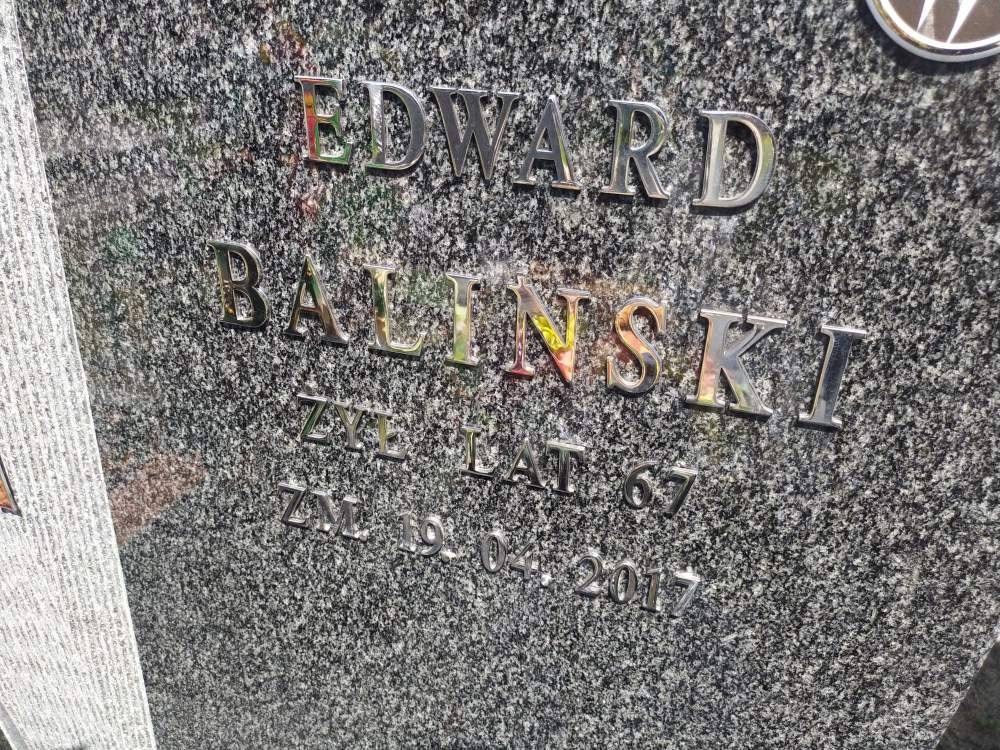 EDWARD
BALINSKI
ZYŁ LAT 67
ZM. 19. 04. 2017